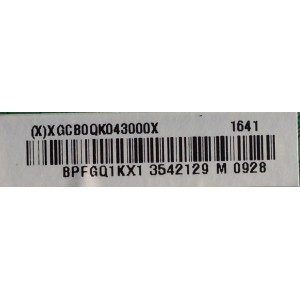 (X)XGCB0QK043000X 1641
BPFGQ1KX1 3542129 M 0928